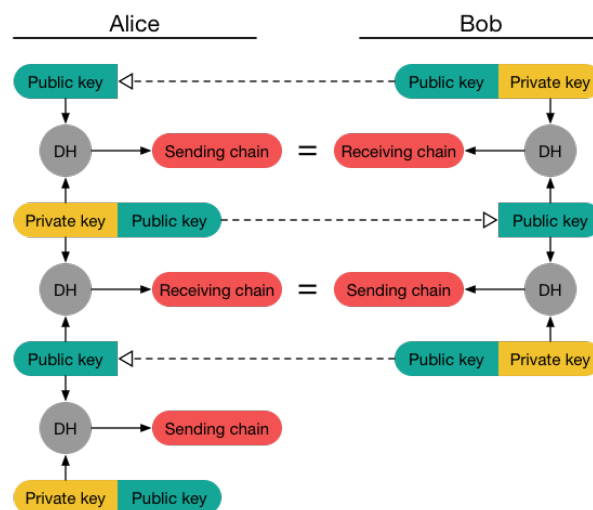 Alice Bob
Public key Public key Private key
DH Sending chain = Receiving chain DH
Private key Public key Public key
DH Receiving chain = Sending chain DH
Public key Public key Private key
DH Sending chain
Private key Public key